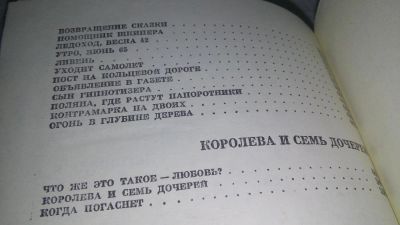 ВОЗВРАЩЕНИЕ СКАЗКИ
ПОМОЩНИК ШКИПЕРА
ЛЕДОХОД, ВЕСНА 42
УТРО, ИЮНЬ 65
ЛИВЕНЬ
УХОДИТ САМОЛЕТ
ПОСТ НА КОЛЬЦЕВОЙ ДОРОГЕ
ОБЪЯВЛЕНИЕ В ГАЗЕТЕ
СЫН ГИПНОТИЗЕРА
ПОЛЯНА, ГДЕ РАСТУТ ПАПОРОТНИКИ
КОНТРАМАРКА НА ДВОИХ
ОГОНЬ В ГЛУБИНЕ ДЕРЕВА
КОРОЛЕВА И СЕМЬ ДОЧЕРЕЙ
ЧТО ЖЕ ЭТО ТАКОЕ — ЛЮБОВЬ?
КОРОЛЕВА И СЕМЬ ДОЧЕРЕЙ
КОГДА ПОГАСНЕТ